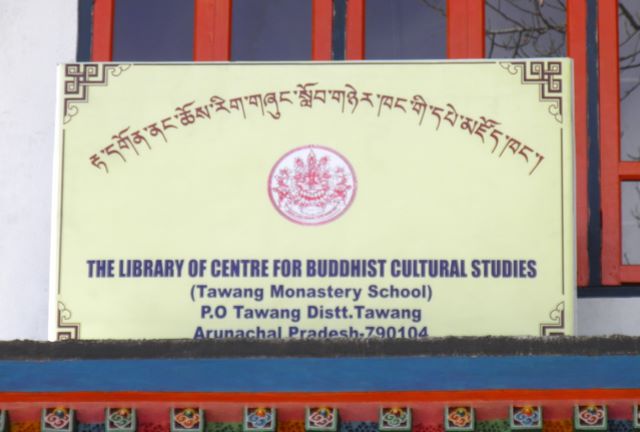 རྟ་དགོན་ནང་ཆོས་རིག་གཞུང་སློབ་གཉེར་ཁང་གི་དཔེ་མཛོད་ཁང་།
THE LIBRARY OF CENTRE FOR BUDDHIST CULTURAL STUDIES
(Tawang Monastery School)
P.O Tawang Distt.Tawang
Arunachal Pradesh-790104